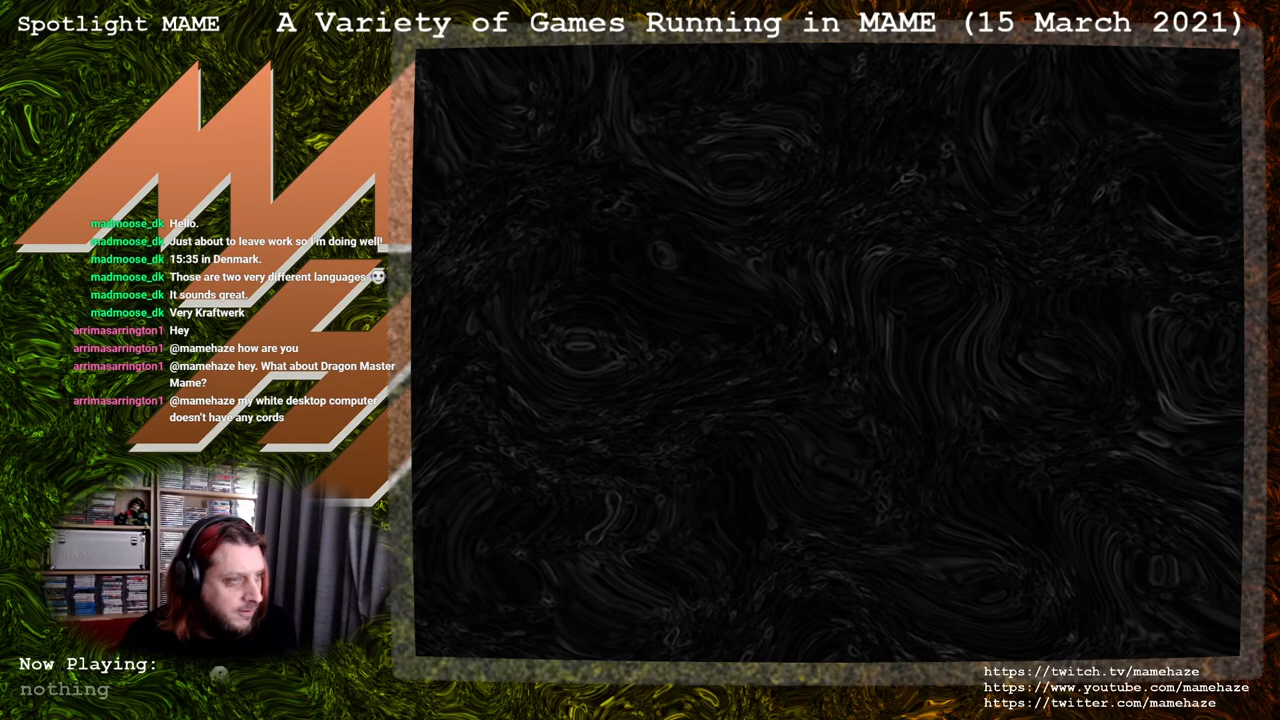 Spotlight MAME
A Variety of Games Running in MAME (15 March 2021)
madmoose_dk Hello.
madmoose_dk Just about to leave work so I'm doing well!
madmoose_dk 15:35 in Denmark.
madmoose_dk Those are two very different languages
madmoose_dk It sounds great.
madmoose_dk Very Kraftwerk
arrimasarrington1 Hey
arrimasarrington1 @mamehaze how are you
arrimasarrington1 @mamehaze hey. What about Dragon Master
Mame?
arrimasarrington1 @mamehaze my white desktop computer
doesn't have any cords
Now Playing:
nothing
https://twitch.tv/mamehaze
https://www.youtube.com/mamehaze
https://twitter.com/mamehaze